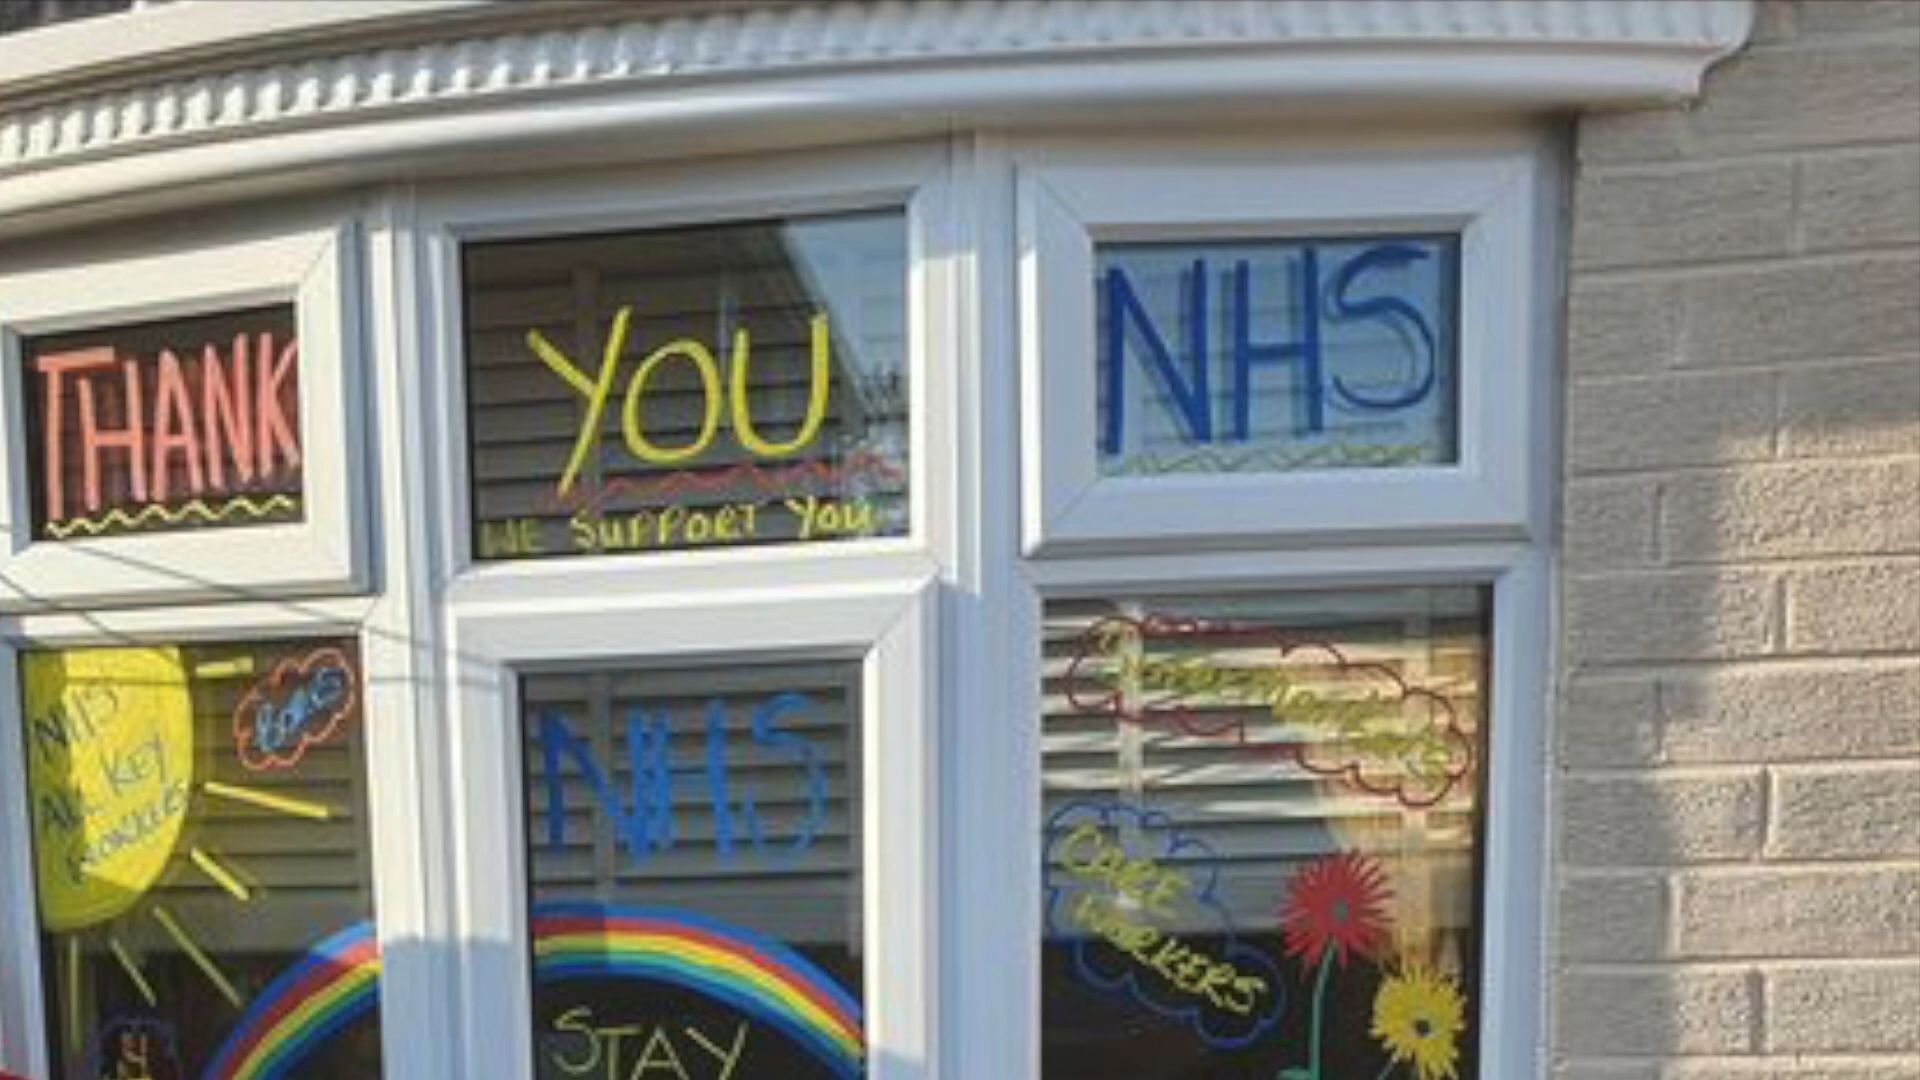 THANK
YOU
WE SUPPORT YOU
NHS
NHS
ALL KEY
WORKERS
NHS
CARE
WORKERS
STAY